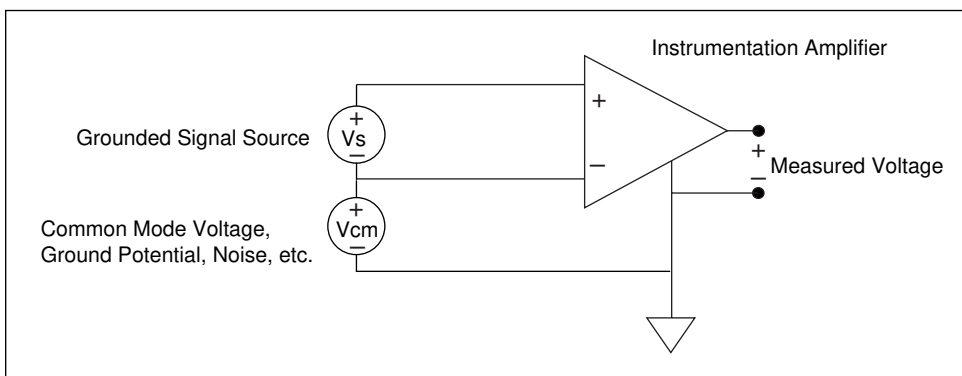 Instrumentation Amplifier
+
+
Grounded Signal Source
Vs
−
−
+
Measured Voltage
−
+
Common Mode Voltage,
Vcm
Ground Potential, Noise, etc.
−